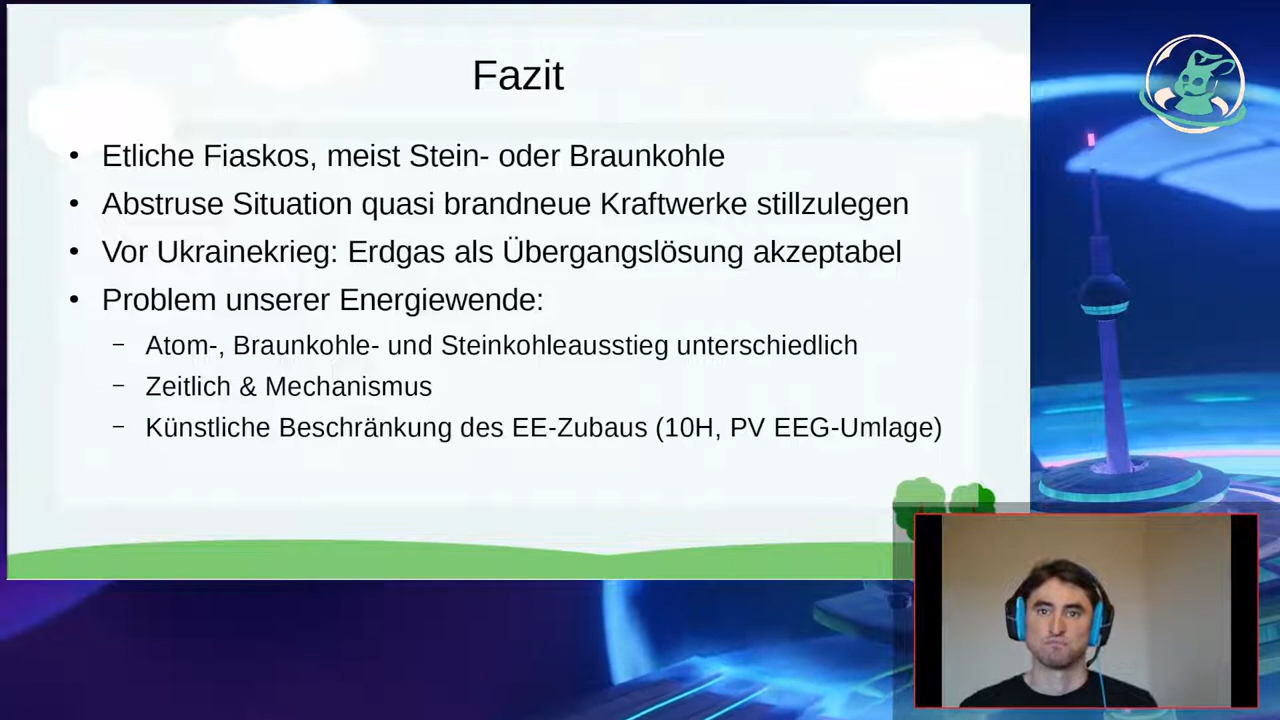 Fazit
Etliche Fiaskos, meist Stein- oder Braunkohle
Abstruse Situation quasi brandneue Kraftwerke stillzulegen
Vor Ukrainekrieg: Erdgas als Übergangslösung akzeptabel
Problem unserer Energiewende:
Atom-, Braunkohle- und Steinkohleausstieg unterschiedlich
Zeitlich & Mechanismus
Künstliche Beschränkung des EE-Zubaus (10H, PV EEG-Umlage)